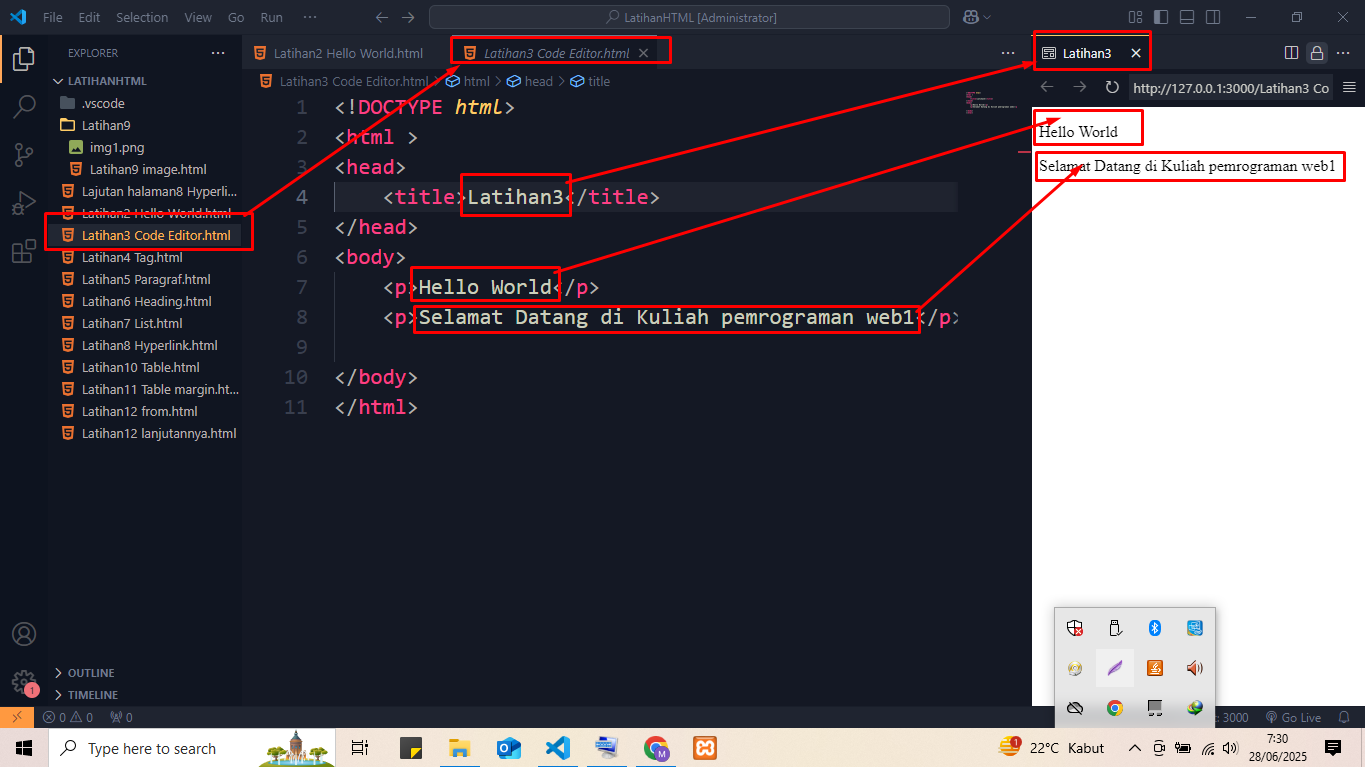 File Edit Selection View Go Run ···
LatihanHTML [Administrator]
EXPLORER
LATIHANHTML
.vscode
Latihan9
img1.png
Latihan9 image.html
Lajutan halaman8 Hyperli...
Latihan2 Hello World.html
Latihan3 Code Editor.html
Latihan4 Tag.html
Latihan5 Paragraf.html
Latihan6 Heading.html
Latihan7 List.html
Latihan8 Hyperlink.html
Latihan10 Table.html
Latihan11 Table margin.ht...
Latihan12 from.html
Latihan12 lanjutannya.html
OUTLINE
TIMELINE
Latihan2 Hello World.html
Latihan3 Code Editor.html
Latihan3 Code Editor.html > html > head > title
1 <!DOCTYPE html>
2 <html >
3 <head>
4 <title>Latihan3</title>
5 </head>
6 <body>
7 <p>Hello World</p>
8 <p>Selamat Datang di Kuliah pemrograman web1</p>
9
10 </body>
11 </html>
Latihan3
http://127.0.0.1:3000/Latihan3 Co
Hello World
Selamat Datang di Kuliah pemrograman web1
1
0 0 0
: 3000 Go Live
Type here to search
M
1
22°C Kabut
7:30
28/06/2025